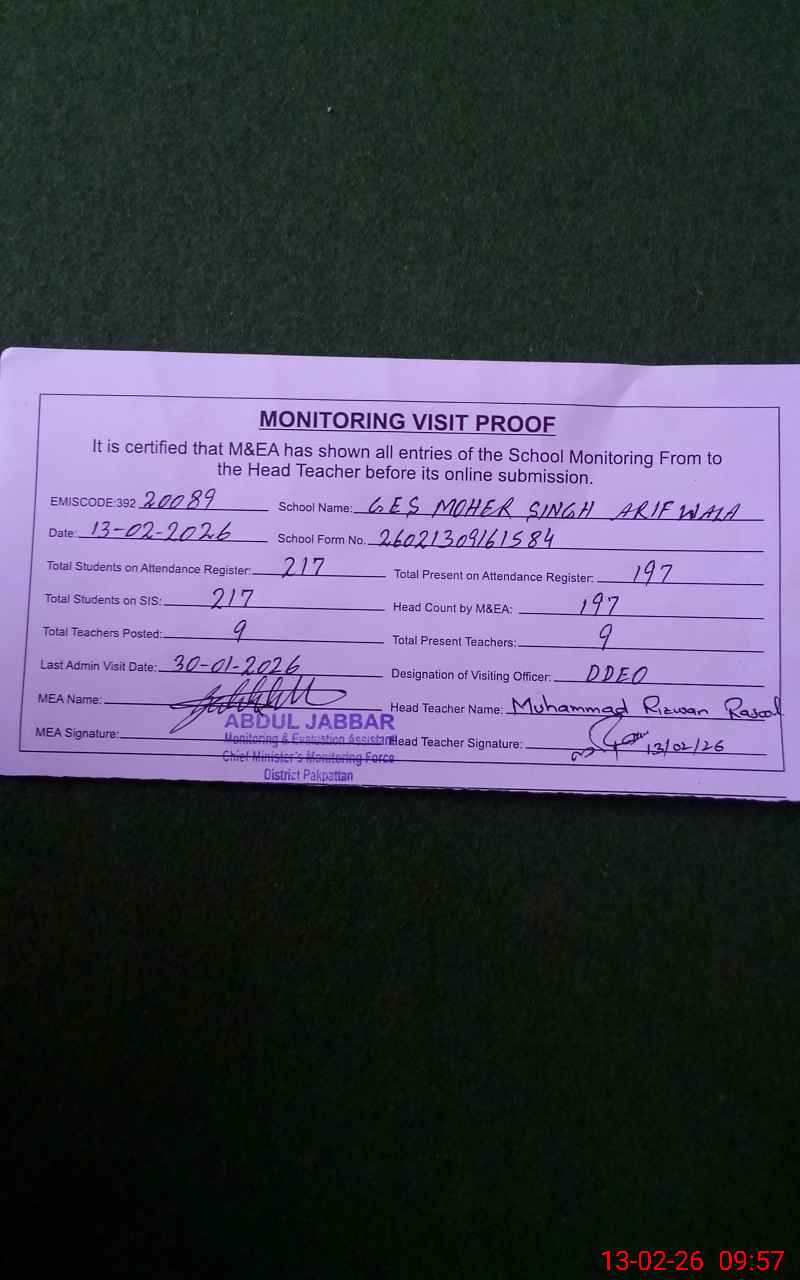 MONITORING VISIT PROOF
It is certified that M&EA has shown all entries of the School Monitoring From to
the Head Teacher before its online submission.
EMISCODE:392 20089 School Name: GES MOHER SINGH ARIFWALA
Date: 13-02-2026 School Form No. 26021309161584
Total Students on Attendance Register: 217 Total Present on Attendance Register: 197
Total Students on SIS: 217 Head Count by M&EA: 197
Total Teachers Posted: 9 Total Present Teachers: 9
Last Admin Visit Date: 30-01-2026 Designation of Visiting Officer: DDEO
MEA Name: Head Teacher Name: Muhammad Rizwan Rasool
ABDUL JABBAR
MEA Signature: Monitoring & Evaluation Assistant Head Teacher Signature: 13/02/26
Chief Minister's Monitoring Force
District Pakpattan
13-02-26 09:57